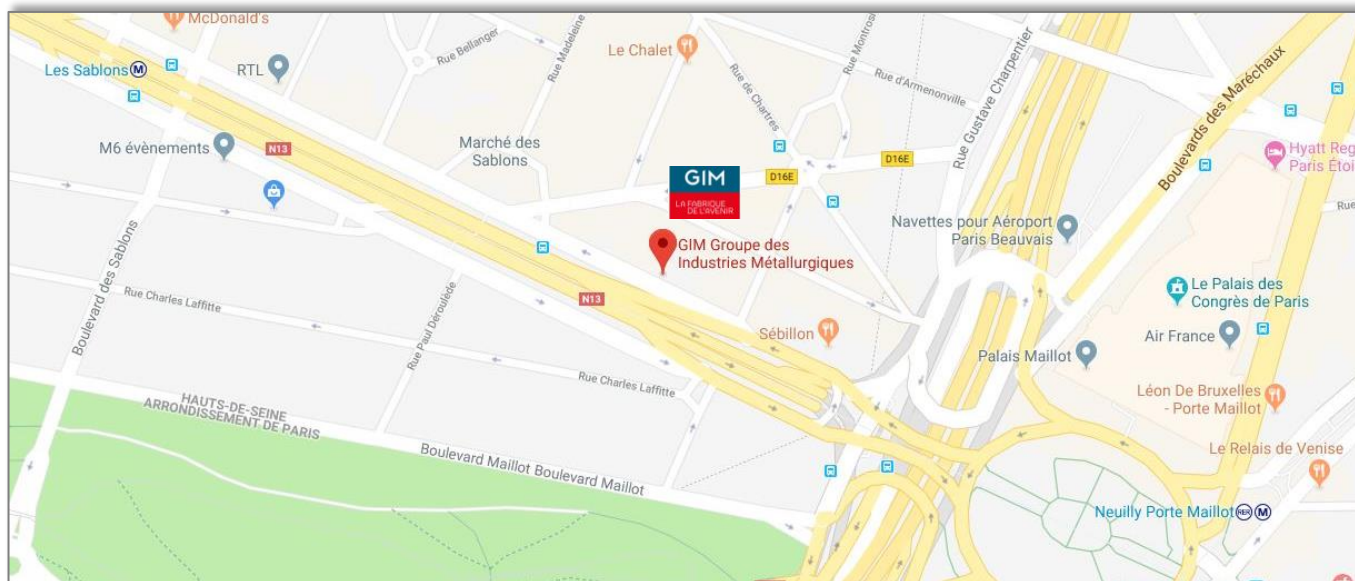 McDonald's
Les Sablons
M
RTL
Rue Bellanger
Rue Madeleine
Le Chalet
Rue de Chartres
Rue d'Armenonville
Rue Gustave Charpentier
Boulevards des Maréchaux
M6 évènements
N13
Marché des
Sablons
GIM
LA FABRIQUE
DE L'AVENIR
D16E
D16E
Hyatt Reg
Paris Étoi
Rue
Navettes pour Aéroport
Paris Beauvais
GIM Groupe des
Industries Métallurgiques
Boulevard des Sablons
Rue Charles Laffitte
Rue Paul Déroulède
N13
Sébillon
Le Palais des
Congrès de Paris
Air France
Palais Maillot
Rue Charles Laffitte
Léon De Bruxelles
- Porte Maillot
HAUTS-DE-SEINE
ARRONDISSEMENT DE PARIS
Boulevard Maillot Boulevard Maillot
Le Relais de Venise
Neuilly Porte Maillot
RER
M